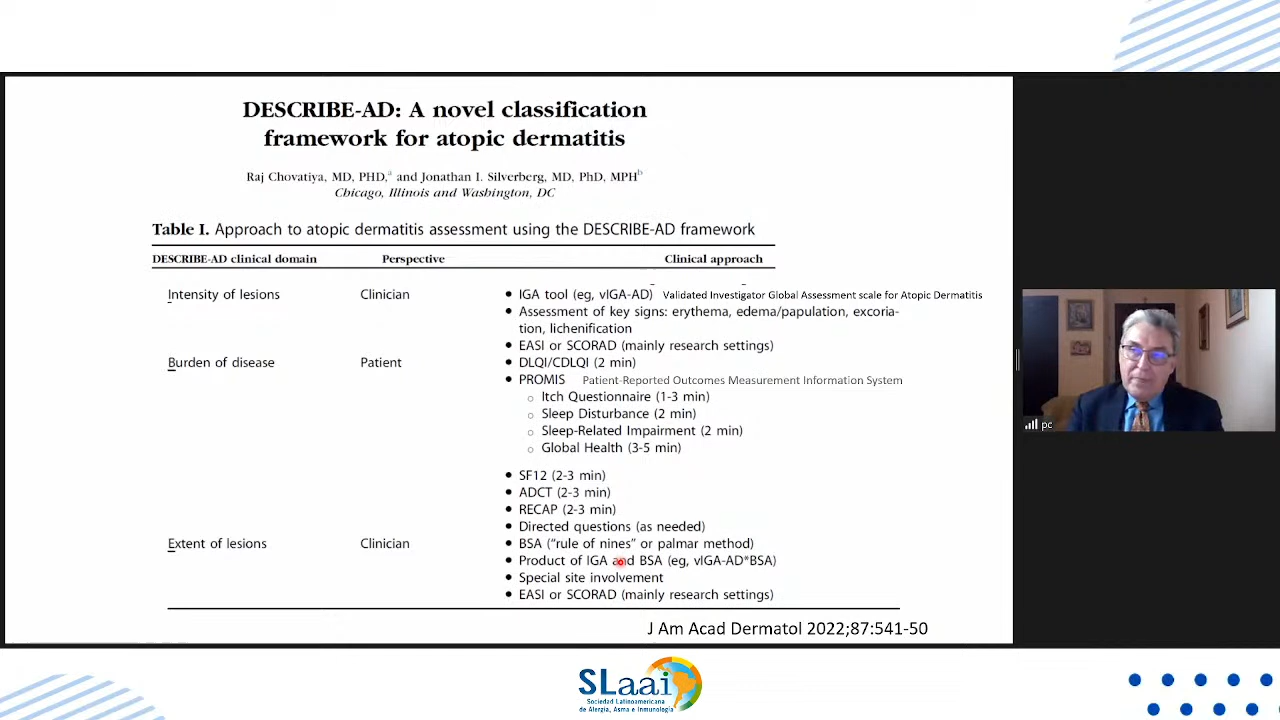 DESCRIBE-AD: A novel classification
framework for atopic dermatitis
Raj Chovatiya, MD, PHD,a and Jonathan I. Silverberg, MD, PhD, MPHb
Chicago, Illinois and Washington, DC
Table I. Approach to atopic dermatitis assessment using the DESCRIBE-AD framework
DESCRIBE-AD clinical domain Perspective Clinical approach
Intensity of lesions Clinician • IGA tool (eg, vIGA-AD) Validated Investigator Global Assessment scale for Atopic Dermatitis
• Assessment of key signs: erythema, edema/papulation, excoria-
tion, lichenification
• EASI or SCORAD (mainly research settings)
Burden of disease Patient • DLQI/CDLQI (2 min)
• PROMIS Patient-Reported Outcomes Measurement Information System
○ Itch Questionnaire (1-3 min)
○ Sleep Disturbance (2 min)
○ Sleep-Related Impairment (2 min)
○ Global Health (3-5 min)
• SF12 (2-3 min)
• ADCT (2-3 min)
• RECAP (2-3 min)
• Directed questions (as needed)
Extent of lesions Clinician • BSA (“rule of nines” or palmar method)
• Product of IGA and BSA (eg, vIGA-AD*BSA)
• Special site involvement
• EASI or SCORAD (mainly research settings)
J Am Acad Dermatol 2022;87:541-50
pc
SLaai
Sociedad Latinoamericana
de Alergia, Asma e Inmunología